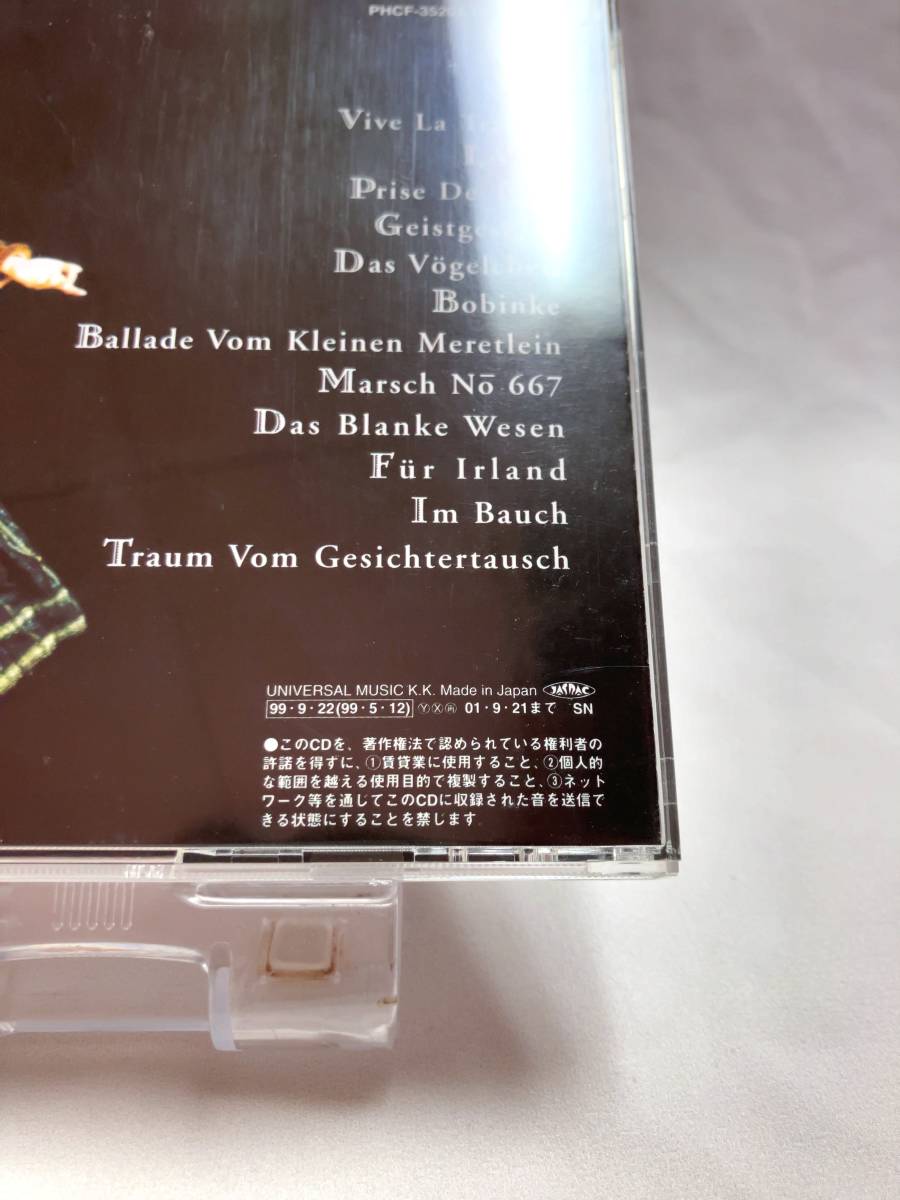 Vive La
Prise
Das
Bobinke
Ballade Vom Kleinen Meretlein
Marsch Nō 667
Das Blanke Wesen
Für Irland
Im Bauch
Traum Vom Gesichtertausch
UNIVERSAL MUSIC K.K. Made in Japan JASRAC
99・9・22(99・5・12) Ⓨ Ⓧ 01・9・21まで SN
●このCDを、著作権法で認められている権利者の
許諾を得ずに、①賃貸業に使用すること、②個人的
な範囲を越える使用目的で複製すること、③ネット
ワーク等を通じてこのCDに収録された音を送信で
きる状態にすることを禁じます。